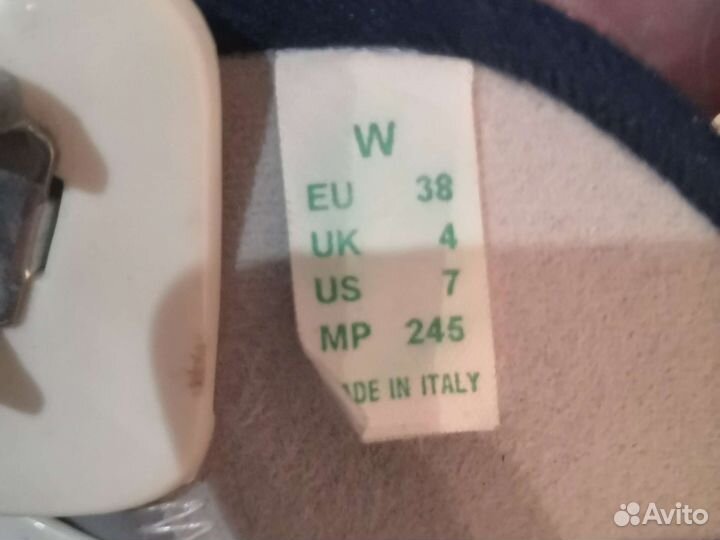 W
EU 38
UK 4
US 7
MP 245
ADE IN ITALY
Avito